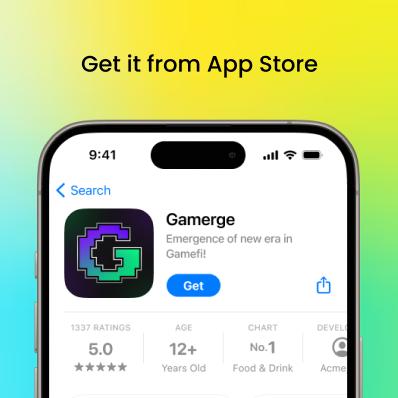 Get it from App Store
9:41
Search
Gamerge
Emergence of new era in
Gamefi!
Get
1337 RATINGS AGE CHART DEVELO
5.0 12+ No.1
Years Old Food & Drink Acme